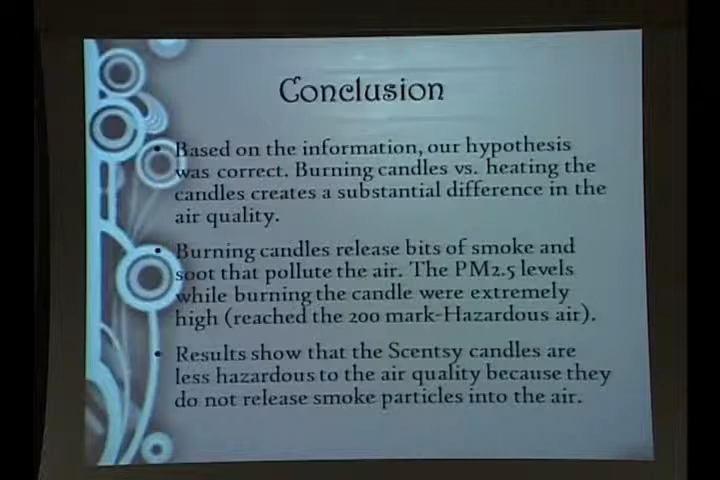 Conclusion
• Based on the information, our hypothesis
was correct. Burning candles vs. heating the
candles creates a substantial difference in the
air quality.
• Burning candles release bits of smoke and
soot that pollute the air. The PM2.5 levels
while burning the candle were extremely
high (reached the 200 mark-Hazardous air).
• Results show that the Scentsy candles are
less hazardous to the air quality because they
do not release smoke particles into the air.